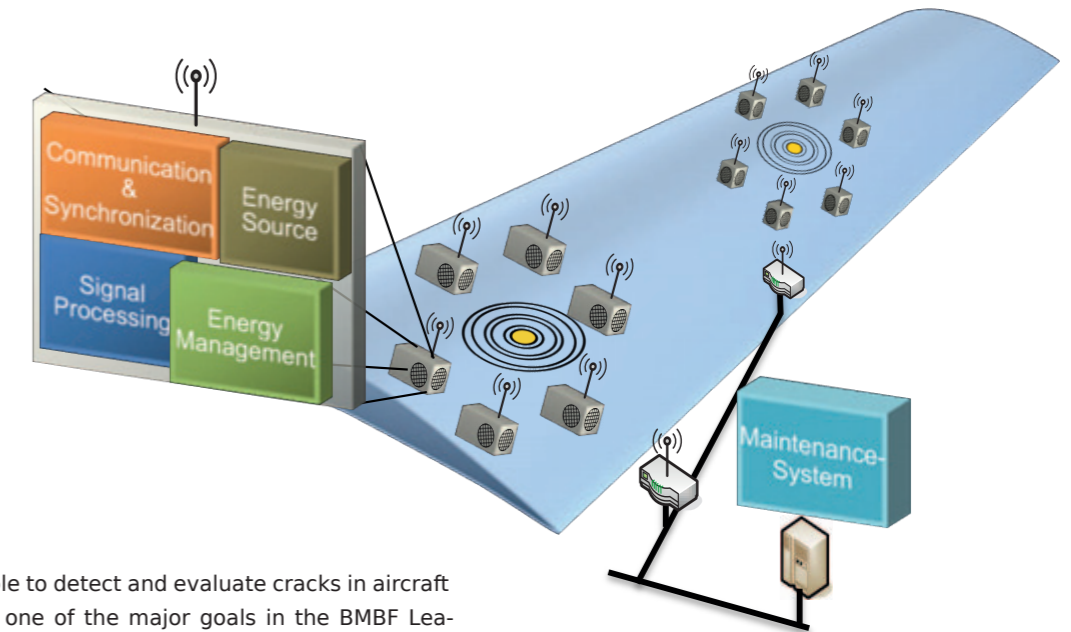 Communication
&
Synchronization
Energy
Source
Signal
Processing
Energy
Management
Maintenance-
System
to detect and evaluate cracks in aircraft
one of the major goals in the BMBF Lea-